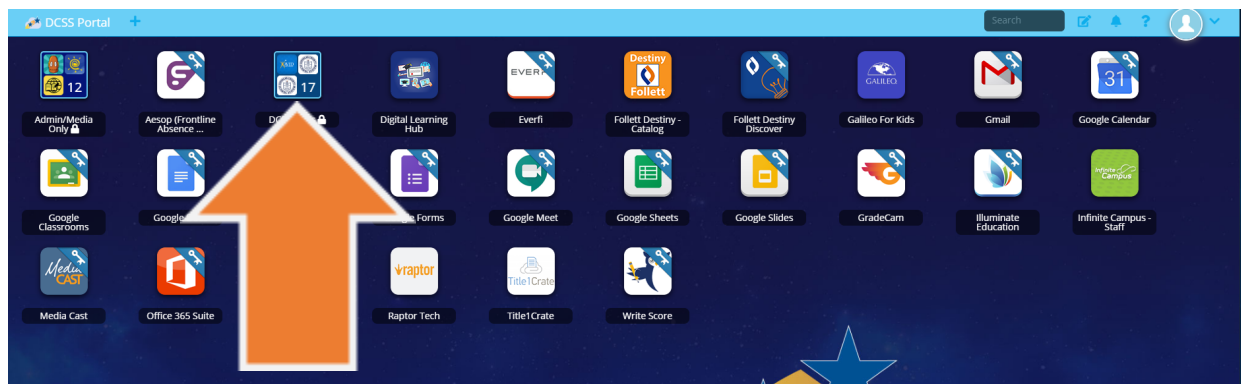 DCSS Portal
Search
12
17
EVERFI
Destiny
Follett
GALILEO
31
Admin/Media
Only
Aesop (Frontline
Absence ...
Digital Learning
Hub
Everfi
Follett Destiny -
Catalog
Follett Destiny
Discover
Galileo For Kids
Gmail
Google Calendar
Infinite
Campus
Google
Classrooms
Google
Forms
Google Meet
Google Sheets
Google Slides
GradeCam
Illuminate
Education
Infinite Campus -
Staff
Media
CAST
raptor
Title1Crate
Media Cast
Office 365 Suite
Raptor Tech
Title1Crate
Write Score